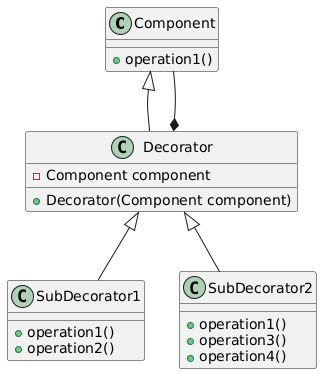 C Component
operation1()
C Decorator
Component component
Decorator(Component component)
C SubDecorator1
operation1()
operation2()
C SubDecorator2
operation1()
operation3()
operation4()